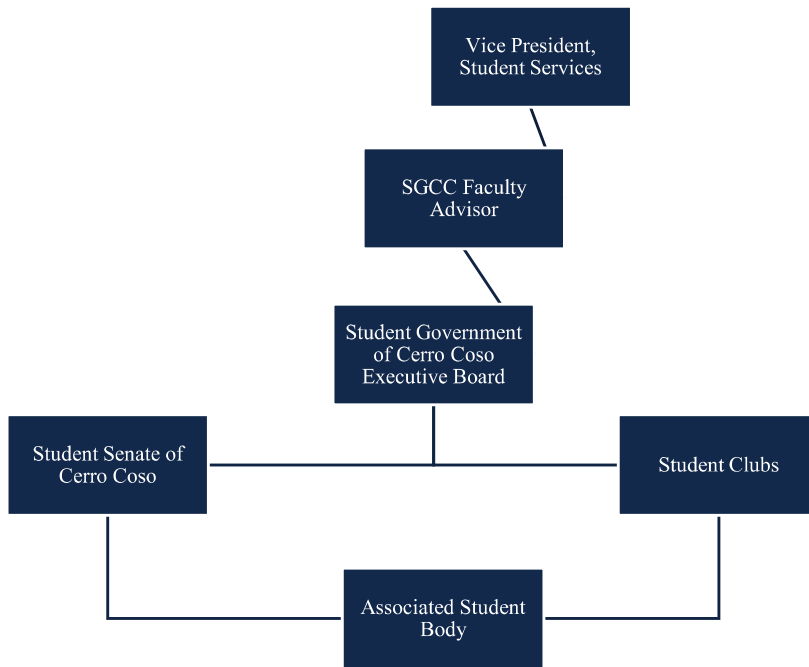 Vice President,
Student Services
SGCC Faculty
Advisor
Student Government
of Cerro Coso
Executive Board
Student Senate of
Cerro Coso
Student Clubs
Associated Student
Body